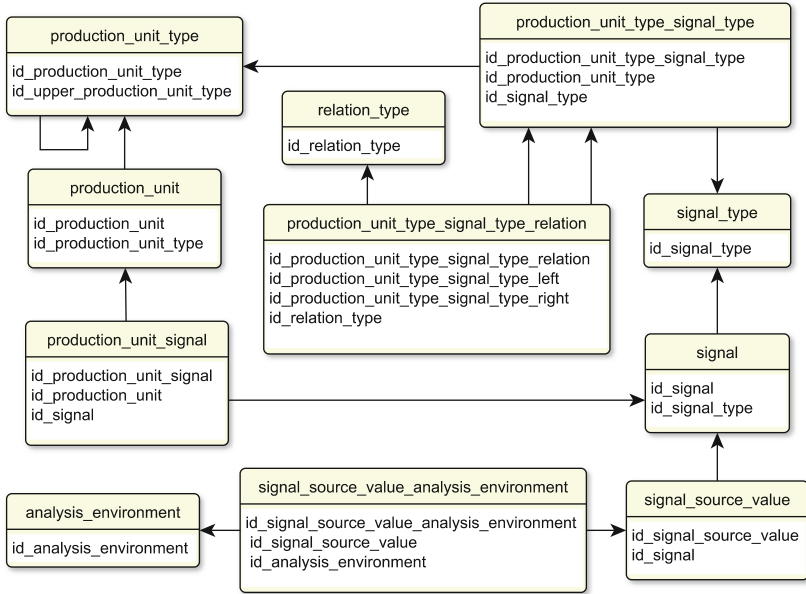 production_unit_type
id_production_unit_type
id_upper_production_unit_type
production_unit_type_signal_type
id_production_unit_type_signal_type
id_production_unit_type
id_signal_type
relation_type
id_relation_type
production_unit
id_production_unit
id_production_unit_type
production_unit_type_signal_type_relation
id_production_unit_type_signal_type_relation
id_production_unit_type_signal_type_left
id_production_unit_type_signal_type_right
id_relation_type
signal_type
id_signal_type
production_unit_signal
id_production_unit_signal
id_production_unit
id_signal
signal
id_signal
id_signal_type
analysis_environment
id_analysis_environment
signal_source_value_analysis_environment
id_signal_source_value_analysis_environment
id_signal_source_value
id_analysis_environment
signal_source_value
id_signal_source_value
id_signal